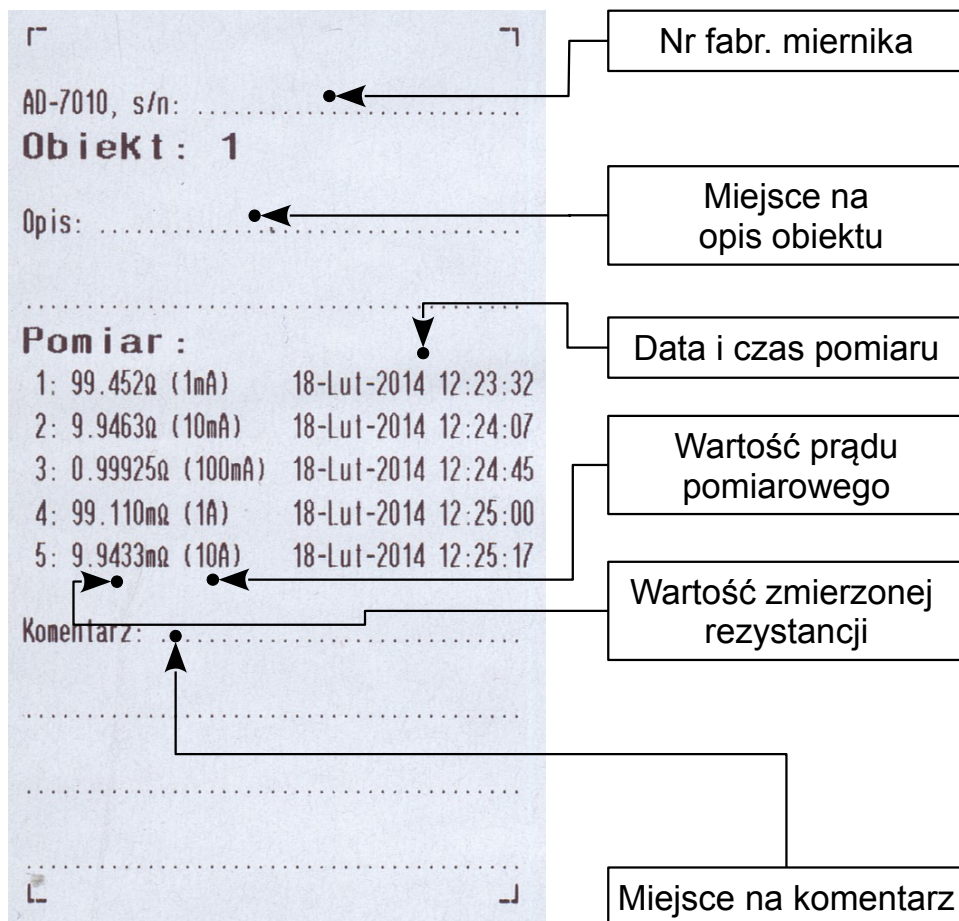 AD-7010, s/n: ..............................
Obiekt: 1
Opis: .......................................
..............................................
Pomiar:
1: 99.452Ω (1mA) 18-Lut-2014 12:23:32
2: 9.9463Ω (10mA) 18-Lut-2014 12:24:07
3: 0.99925Ω (100mA) 18-Lut-2014 12:24:45
4: 99.110mΩ (1A) 18-Lut-2014 12:25:00
5: 9.9433mΩ (10A) 18-Lut-2014 12:25:17
Komentarz: ..................................
..............................................
..............................................
..............................................
Nr fabr. miernika
Miejsce na
opis obiektu
Data i czas pomiaru
Wartość prądu
pomiarowego
Wartość zmierzonej
rezystancji
Miejsce na komentarz